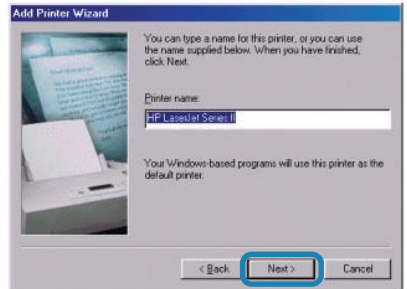 Add Printer Wizard
You can type a name for this printer, or you can use
the name supplied below. When you have finished,
click Next.
Printer name:
HP LaserJet Series II
Your Windows-based programs will use this printer as the
default printer.
< Back
Next >
Cancel